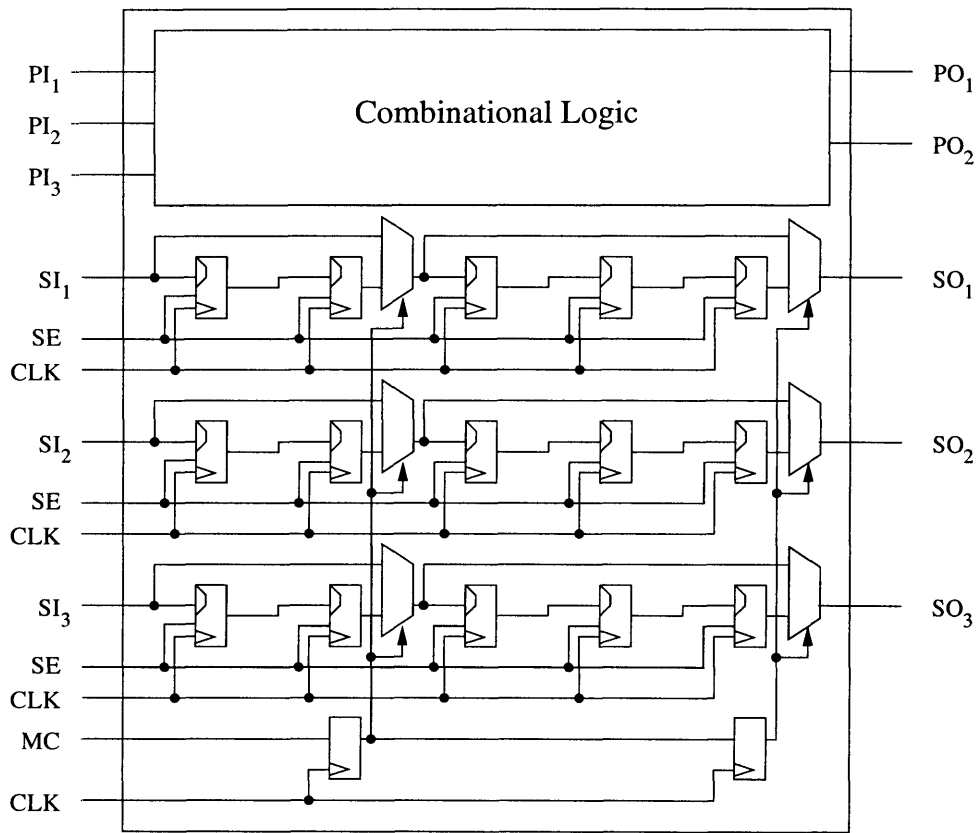 PI1
PO1
Combinational Logic
PI2
PO2
PI3
SI1
SO1
SE
CLK
SI2
SO2
SE
CLK
SI3
SO3
SE
CLK
MC
CLK